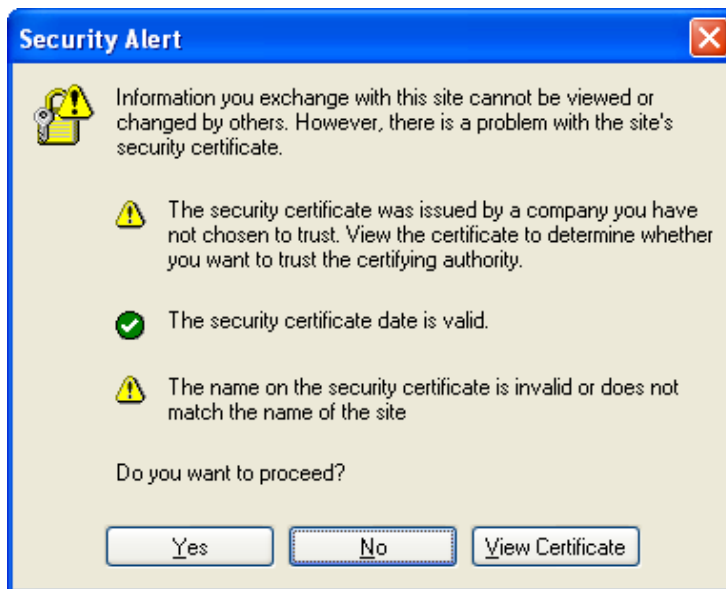 Security Alert
Information you exchange with this site cannot be viewed or
changed by others. However, there is a problem with the site's
security certificate.
The security certificate was issued by a company you have
not chosen to trust. View the certificate to determine whether
you want to trust the certifying authority.
The security certificate date is valid.
The name on the security certificate is invalid or does not
match the name of the site
Do you want to proceed?
Yes No View Certificate